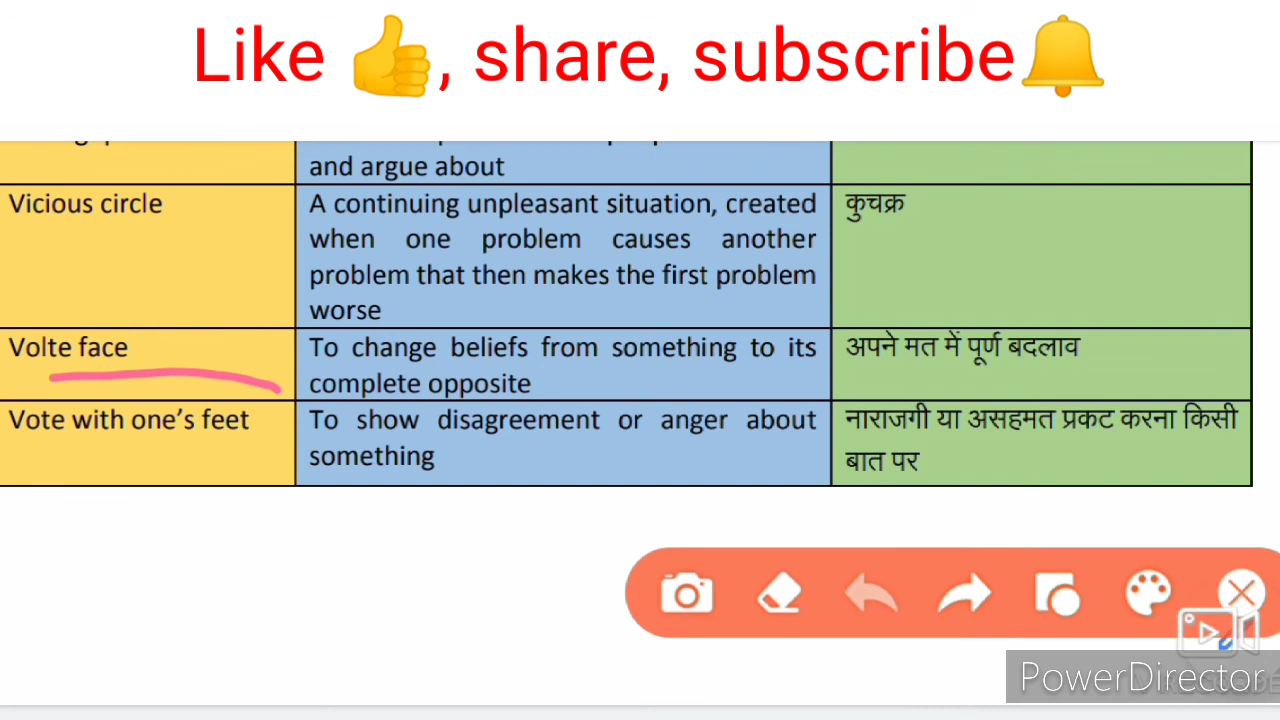 Like 👍, share, subscribe🔔
and argue about
Vicious circle
A continuing unpleasant situation, created
when one problem causes another
problem that then makes the first problem
worse
कुचक्र
Volte face
To change beliefs from something to its
complete opposite
अपने मत में पूर्ण बदलाव
Vote with one's feet
To show disagreement or anger about
something
नाराजगी या असहमत प्रकट करना किसी
बात पर
PowerDirector